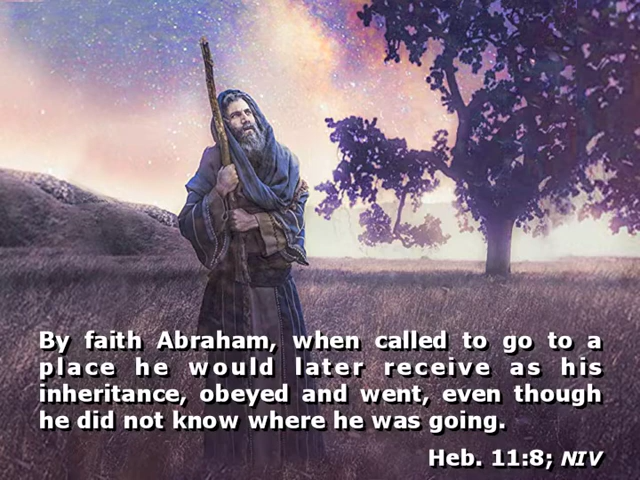 By faith Abraham, when called to go to a
place he would later receive as his
inheritance, obeyed and went, even though
he did not know where he was going.
Heb. 11:8; NIV